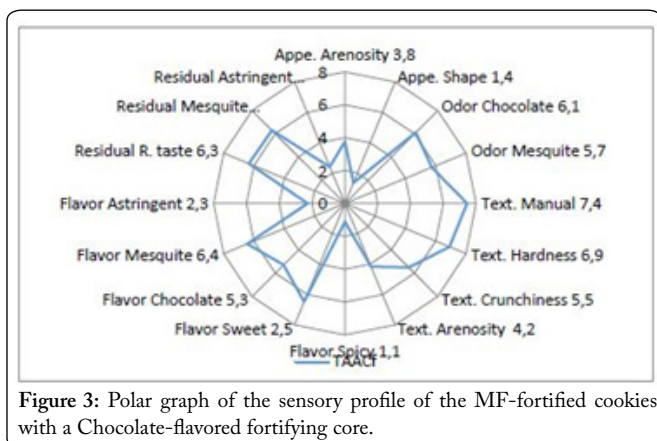 Appe. Arenosity 3,8
8
Residual Astringent...
Appe. Shape 1,4
6
Residual Mesquite...
Odor Chocolate 6,1
4
Residual R. taste 6,3
Odor Mesquite 5,7
2
Flavor Astringent 2,3
0
Text. Manual 7,4
Flavor Mesquite 6,4
Text. Hardness 6,9
Flavor Chocolate 5,3
Text. Crunchiness 5,5
Flavor Sweet 2,5
Text. Arenosity 4,2
Flavor Spicy 1,1
TAACf
Figure 3: Polar graph of the sensory profile of the MF-fortified cookies
with a Chocolate-flavored fortifying core.